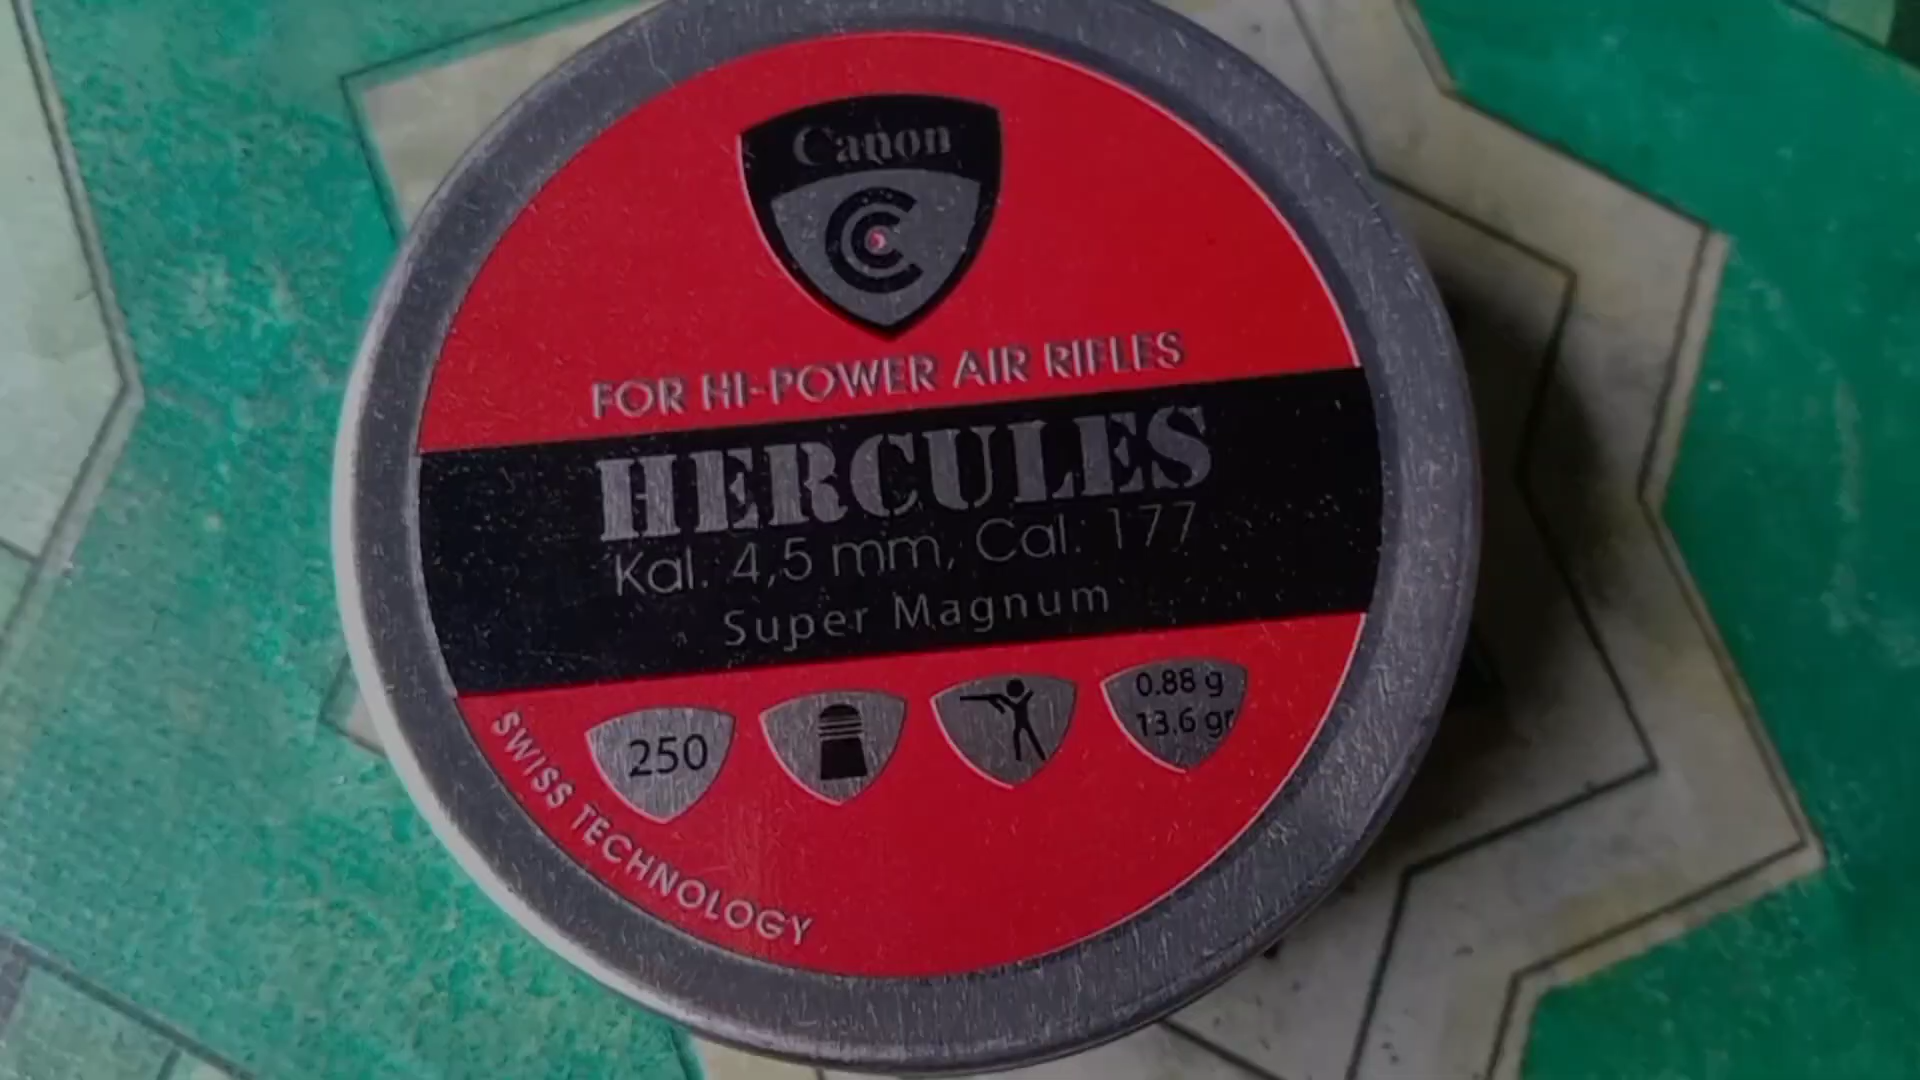 Canon
FOR HI-POWER AIR RIFLES
HERCULES
Kal. 4,5 mm, Cal. 177
Super Magnum
250
0.88 g
13.6 gr
SWISS TECHNOLOGY